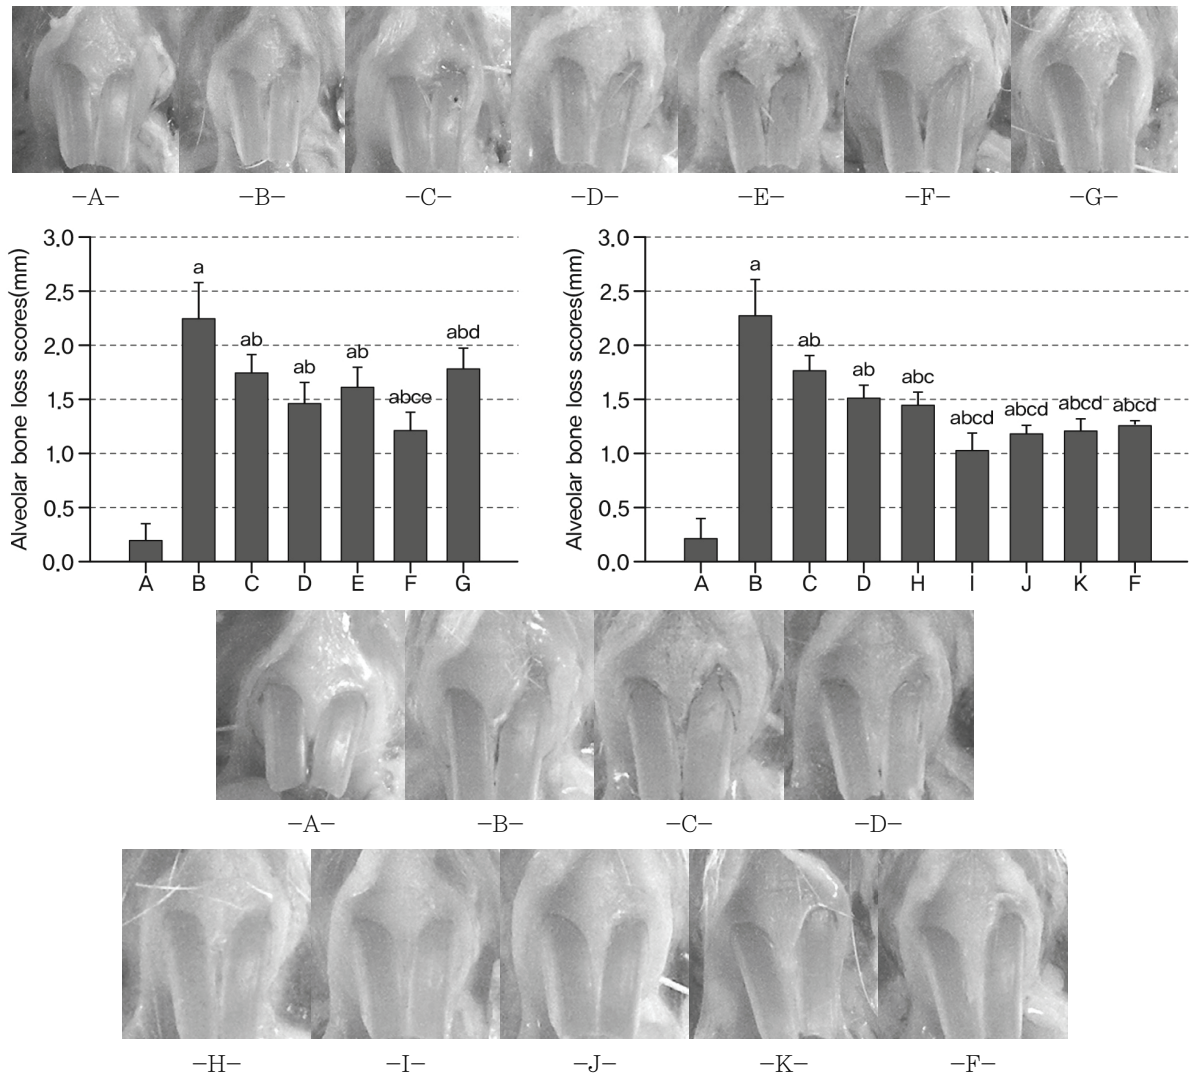 –A– –B– –C– –D– –E– –F– –G–
Alveolar bone loss scores(mm)
3.0
2.5
2.0
1.5
1.0
0.5
0.0
a
ab
ab
ab
abce
abd
A B C D E F G
Alveolar bone loss scores(mm)
3.0
2.5
2.0
1.5
1.0
0.5
0.0
a
ab
ab
abc
abcd
abcd
abcd
abcd
A B C D H I J K F
–A– –B– –C– –D–
–H– –I– –J– –K– –F–